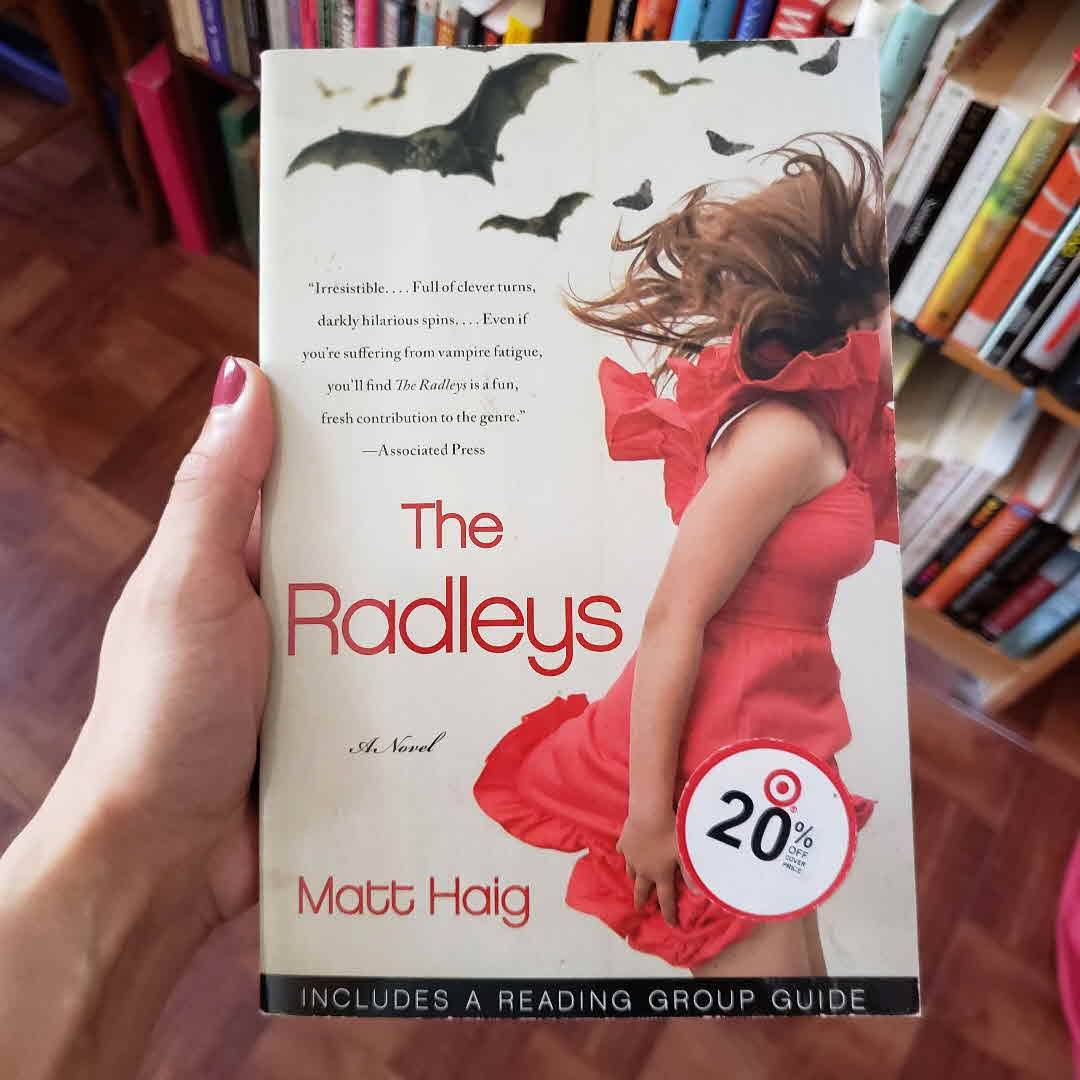 “Irresistible. . . . Full of clever turns,
darkly hilarious spins. . . . Even if
you’re suffering from vampire fatigue,
you’ll find The Radleys is a fun,
fresh contribution to the genre.”
—Associated Press
The
Radleys
A Novel
20%
OFF
COVER
PRICE
Matt Haig
INCLUDES A READING GROUP GUIDE